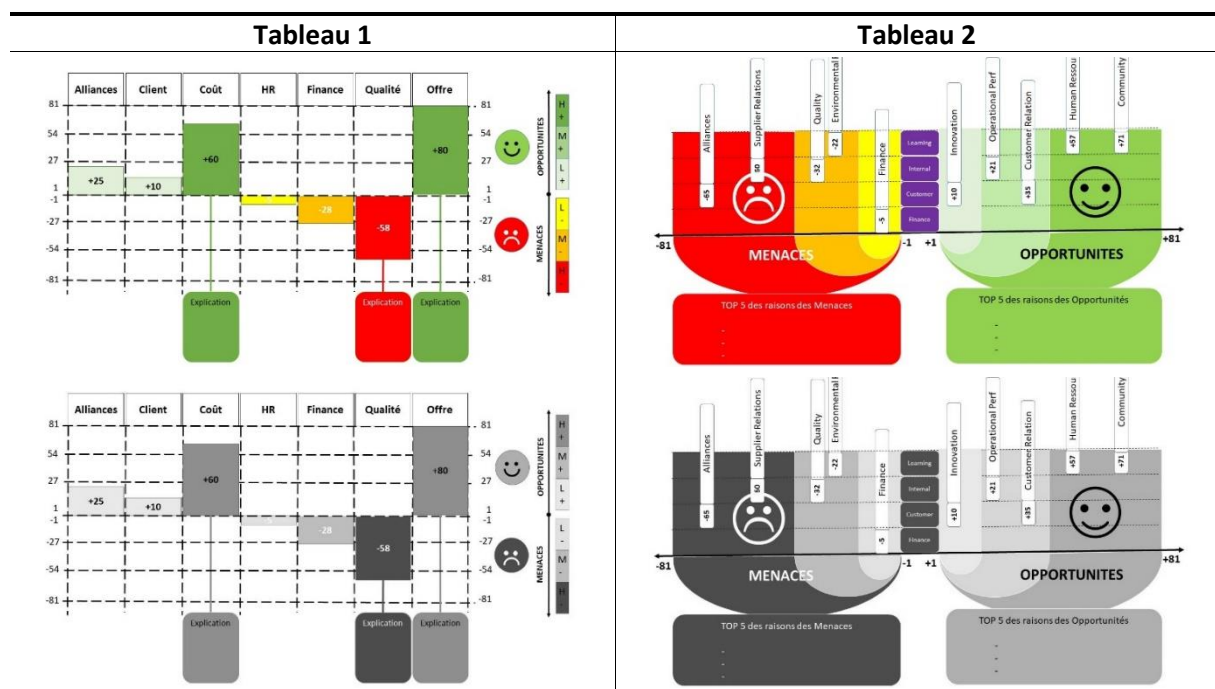 Tableau 1
Tableau 2
Alliances Client Coût HR Finance Qualité Offre
81 81
54 54
27 27
1 1
-1 -1
-27 -27
-54 -54
-81 -81
+25 +10 +60 -28 -58 +80
OPPORTUNITES
MENACES
H +
M +
L +
L -
M -
H
Explication Explication Explication
Alliances
Supplier Relations
Quality
Environmental
Finance
Innovation
Operational Perf
Customer Relation
Human Ressou
Community
-65
-32
-22
-5
+10
+21
+35
+57
+71
Learning
Internal
Customer
Finance
-81 -1 +1 +81
MENACES OPPORTUNITES
TOP 5 des raisons des Menaces
-
-
-
TOP 5 des raisons des Opportunités
-
-
-
Alliances Client Coût HR Finance Qualité Offre
81 81
54 54
27 27
1 1
-1 -1
-27 -27
-54 -54
-81 -81
+25 +10 +60 -5 -28 -58 +80
OPPORTUNITES
MENACES
H +
M +
L +
L -
M -
H -
Explication Explication Explication
Alliances
Supplier Relations
Quality
Environmental
Finance
Innovation
Operational Perf
Customer Relation
Human Ressou
Community
-65
-32
-22
-5
+10
+21
+35
+57
+71
Learning
Internal
Customer
Finance
-81 -1 +1 +81
MENACES OPPORTUNITES
TOP 5 des raisons des Menaces
-
-
-
TOP 5 des raisons des Opportunités
-
-
-